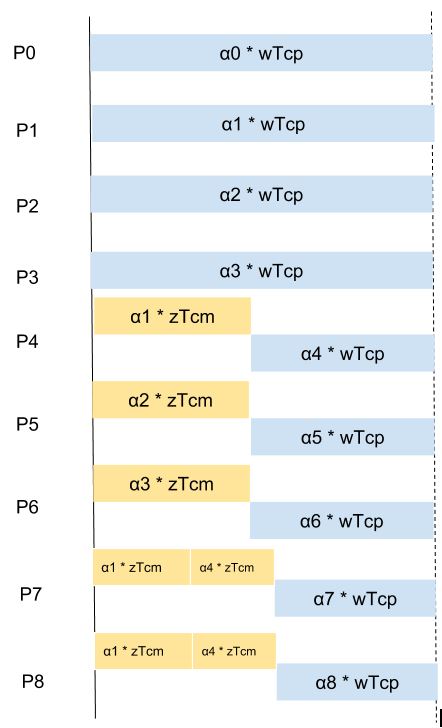 P0 α0 * wTcp
P1 α1 * wTcp
P2 α2 * wTcp
P3 α3 * wTcp
α1 * zTcm
P4 α4 * wTcp
α2 * zTcm
P5 α5 * wTcp
α3 * zTcm
P6 α6 * wTcp
α1 * zTcm α4 * zTcm
P7 α7 * wTcp
α1 * zTcm α4 * zTcm
P8 α8 * wTcp